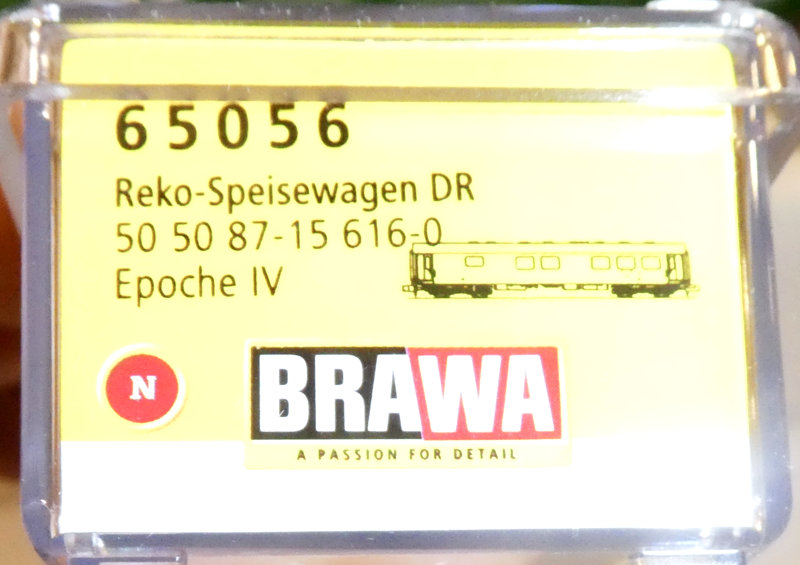 65056
Reko-Speisewagen DR
50 50 87-15 616-0
Epoche IV
N
BRAWA
A PASSION FOR DETAIL